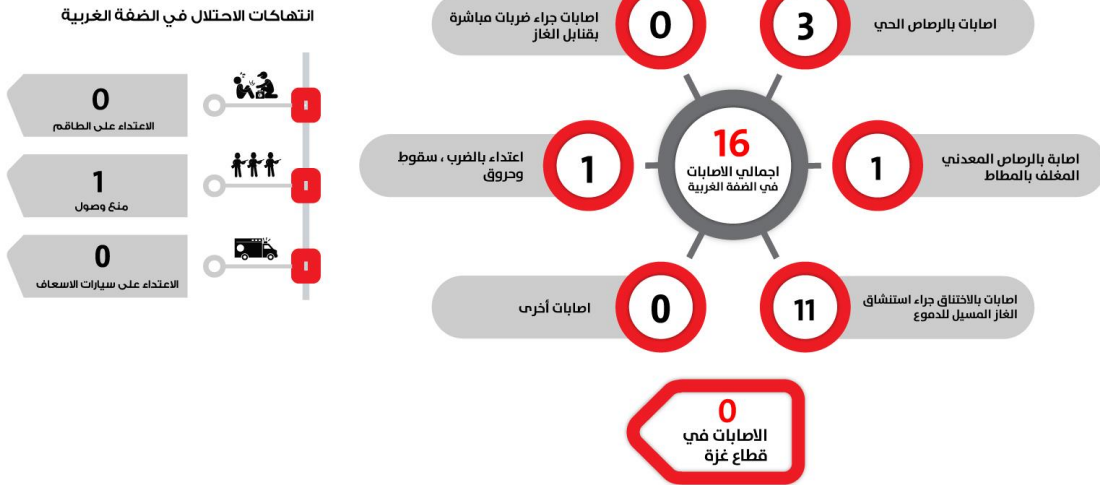 انتهاكات الاحتلال في الضفة الغربية
0
الاعتداء على الطاقم
1
منع وصول
0
الاعتداء على سيارات الاسعاف
3
اصابات بالرصاص الحي
0
اصابات جراء ضربات مباشرة
بقنابل الغاز
16
اجمالي الاصابات
في الضفة الغربية
1
اصابة بالرصاص المعدني
المغلف بالمطاط
1
اعتداء بالضرب ، سقوط
وحروق
11
اصابات بالاختناق جراء استنشاق
الغاز المسيل للدموع
0
اصابات أخرى
0
الاصابات في
قطاع غزة